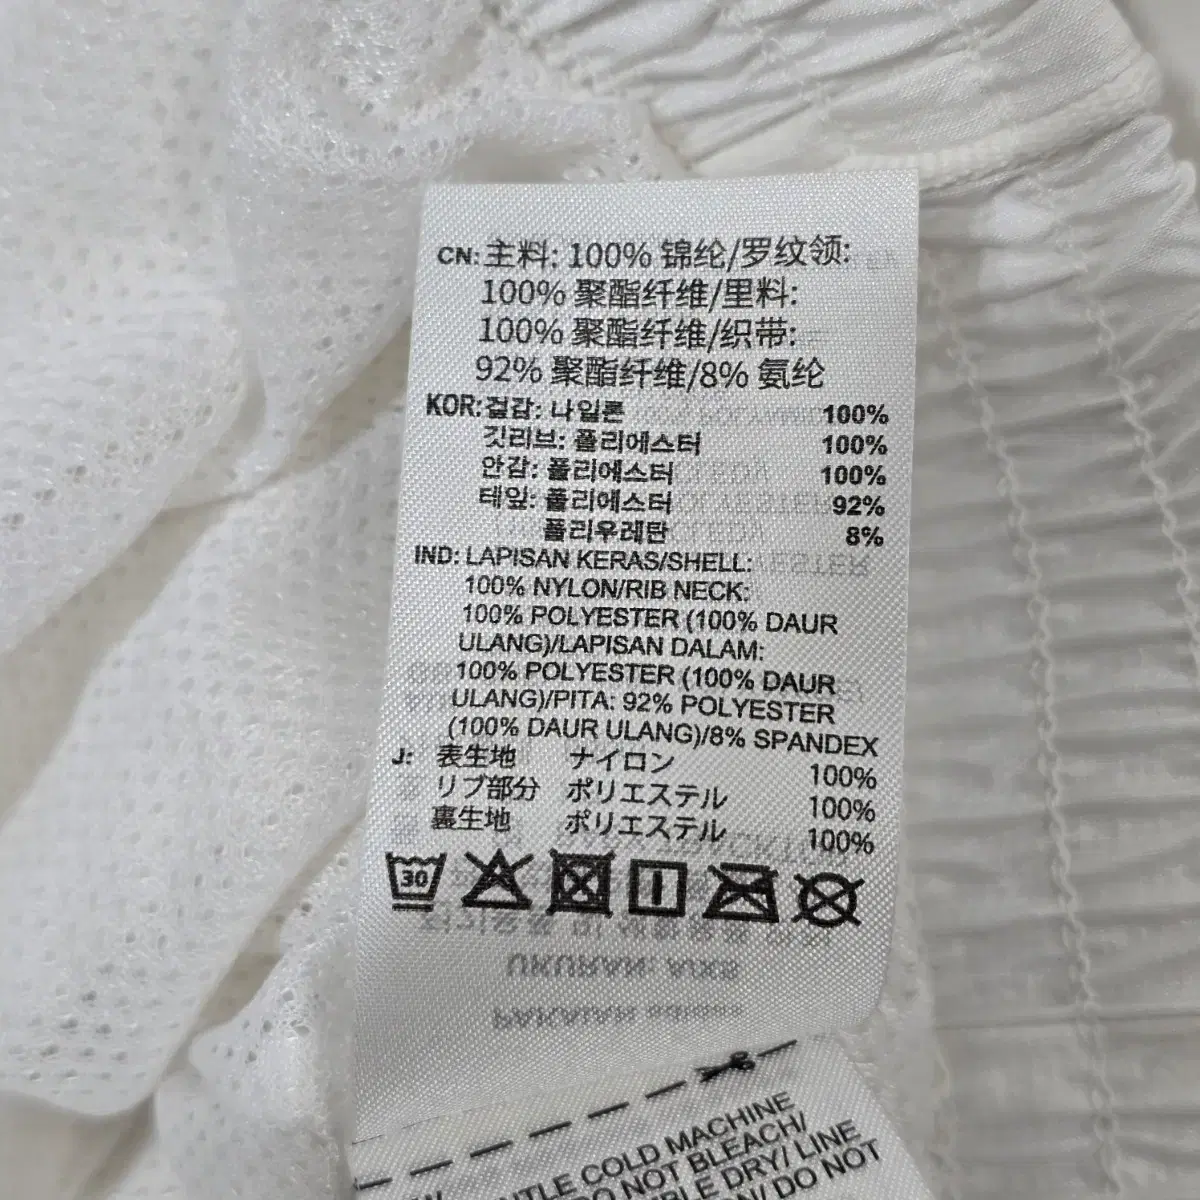 CN: 主料: 100% 锦纶/罗纹领:
100% 聚酯纤维/里料:
100% 聚酯纤维/织带:
92% 聚酯纤维/8% 氨纶
KOR: 겉감: 나일론 100%
깃리브: 폴리에스터 100%
안감: 폴리에스터 100%
테잎: 폴리에스터 92%
폴리우레탄 8%
IND: LAPISAN KERAS/SHELL:
100% NYLON/RIB NECK:
100% POLYESTER (100% DAUR
ULANG)/LAPISAN DALAM:
100% POLYESTER (100% DAUR
ULANG)/PITA: 92% POLYESTER
(100% DAUR ULANG)/8% SPANDEX
J: 表生地 ナイロン 100%
リブ部分 ポリエステル 100%
裏生地 ポリエステル 100%
30
COLD MACHINE
NOT BLEACH/
DRY/ LINE
DO NOT